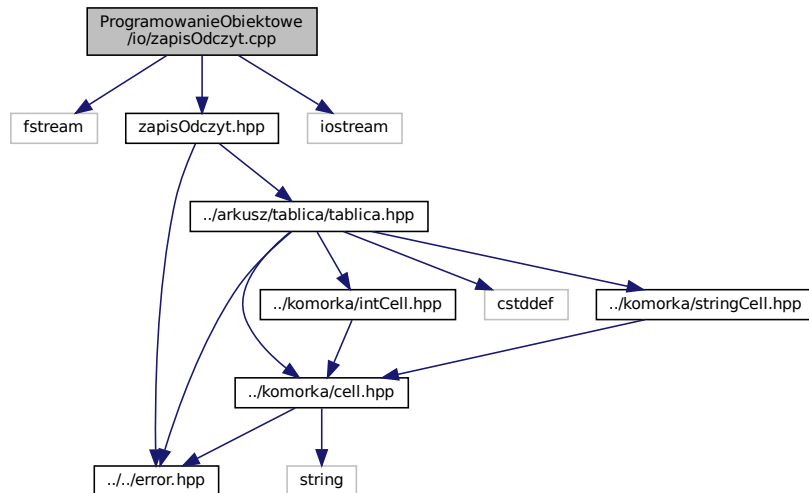 ProgramowanieObiektowe
/io/zapisOdczyt.cpp
fstream
zapisOdczyt.hpp
iostream
../arkusz/tablica/tablica.hpp
../komorka/intCell.hpp
cstddef
../komorka/stringCell.hpp
../komorka/cell.hpp
../../error.hpp
string